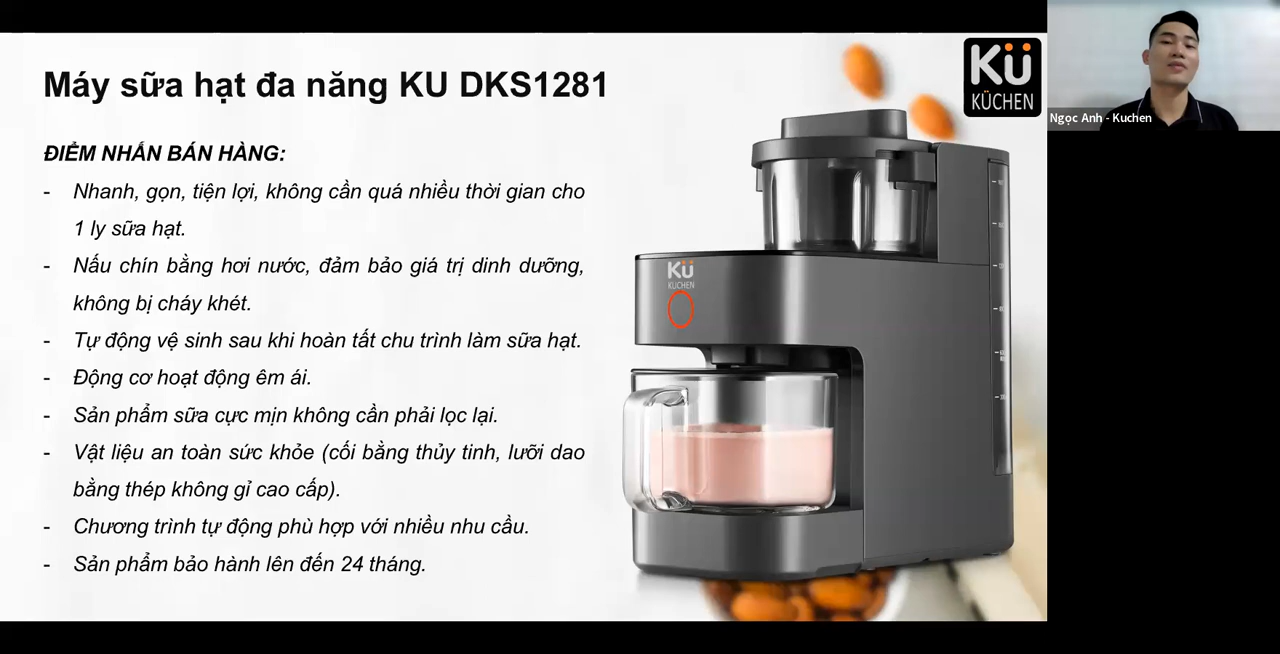 Máy sữa hạt đa năng KU DKS1281
Kü
KÜCHEN
ĐIỂM NHẤN BÁN HÀNG:
- Nhanh, gọn, tiện lợi, không cần quá nhiều thời gian cho
1 ly sữa hạt.
- Nấu chín bằng hơi nước, đảm bảo giá trị dinh dưỡng,
không bị cháy khét.
- Tự động vệ sinh sau khi hoàn tất chu trình làm sữa hạt.
- Động cơ hoạt động êm ái.
- Sản phẩm sữa cực mịn không cần phải lọc lại.
- Vật liệu an toàn sức khỏe (cối bằng thủy tinh, lưỡi dao
bằng thép không gỉ cao cấp).
- Chương trình tự động phù hợp với nhiều nhu cầu.
- Sản phẩm bảo hành lên đến 24 tháng.
Kü
KUCHEN
Ngọc Anh - Kuchen